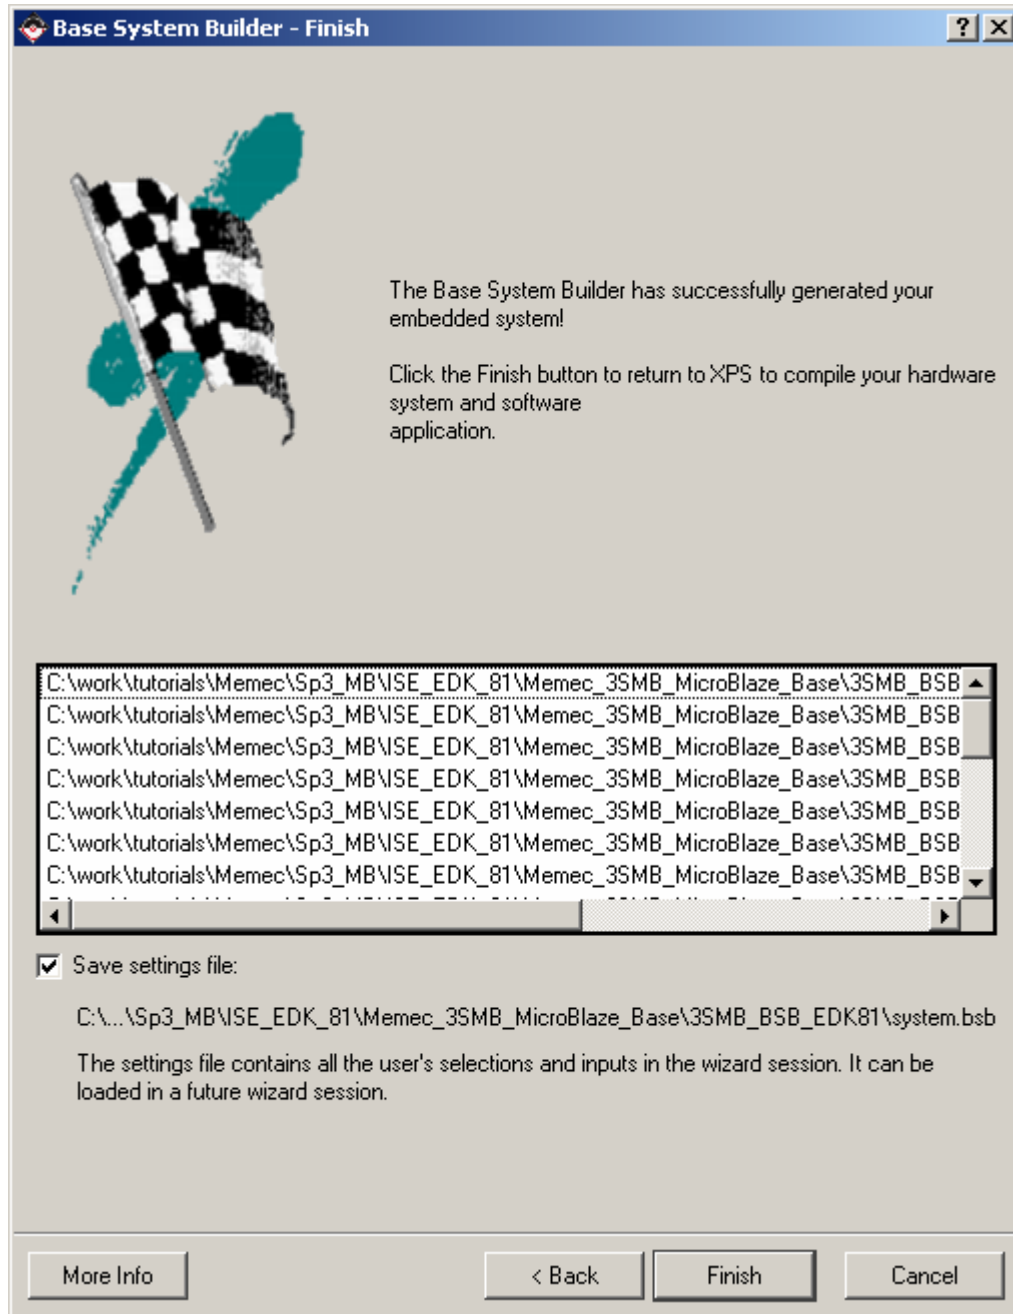 Base System Builder - Finish
The Base System Builder has successfully generated your
embedded system!
Click the Finish button to return to XPS to compile your hardware
system and software
application.
C:\work\tutorials\Memec\Sp3_MB\ISE_EDK_81\Memec_3SMB_MicroBlaze_Base\3SMB_BSB
C:\work\tutorials\Memec\Sp3_MB\ISE_EDK_81\Memec_3SMB_MicroBlaze_Base\3SMB_BSB
C:\work\tutorials\Memec\Sp3_MB\ISE_EDK_81\Memec_3SMB_MicroBlaze_Base\3SMB_BSB
C:\work\tutorials\Memec\Sp3_MB\ISE_EDK_81\Memec_3SMB_MicroBlaze_Base\3SMB_BSB
C:\work\tutorials\Memec\Sp3_MB\ISE_EDK_81\Memec_3SMB_MicroBlaze_Base\3SMB_BSB
C:\work\tutorials\Memec\Sp3_MB\ISE_EDK_81\Memec_3SMB_MicroBlaze_Base\3SMB_BSB
C:\work\tutorials\Memec\Sp3_MB\ISE_EDK_81\Memec_3SMB_MicroBlaze_Base\3SMB_BSB
Save settings file:
C:\...\Sp3_MB\ISE_EDK_81\Memec_3SMB_MicroBlaze_Base\3SMB_BSB_EDK81\system.bsb
The settings file contains all the user's selections and inputs in the wizard session. It can be
loaded in a future wizard session.
More Info
< Back
Finish
Cancel